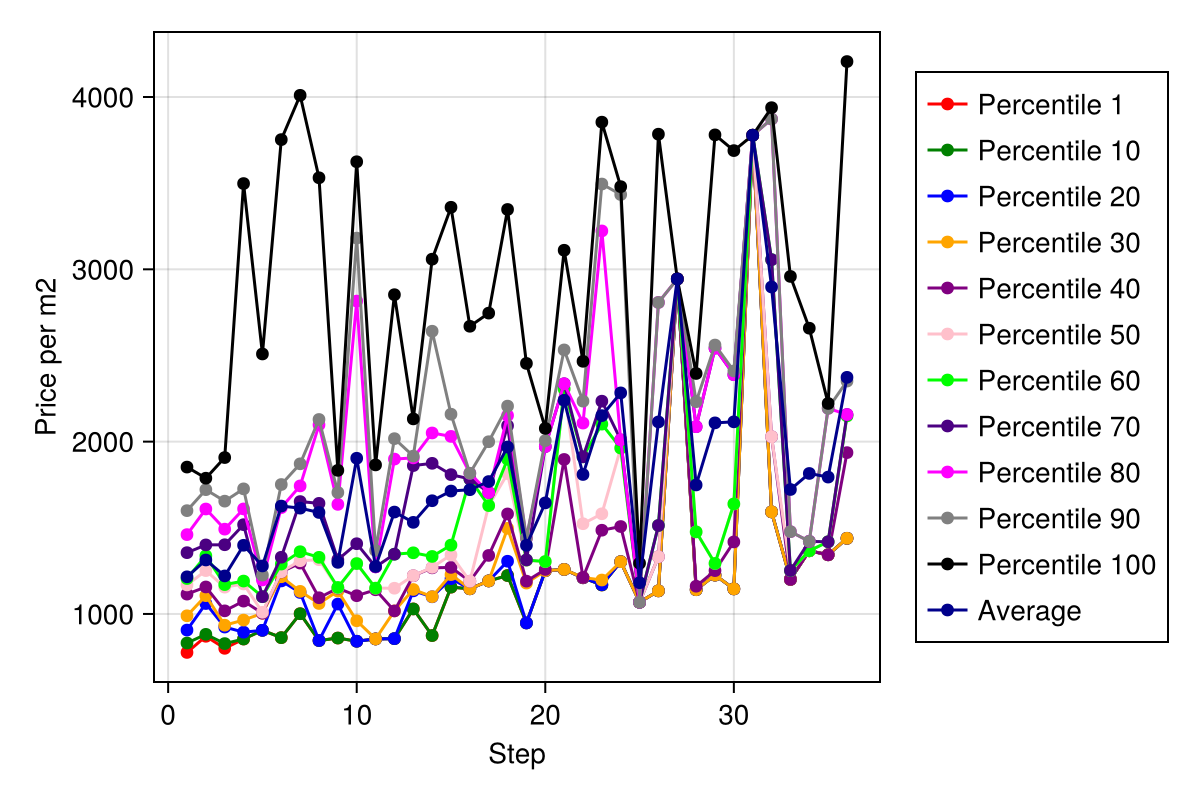 4000
3000
2000
1000
Price per m2
0
10
20
30
Step
Percentile 1
Percentile 10
Percentile 20
Percentile 30
Percentile 40
Percentile 50
Percentile 60
Percentile 70
Percentile 80
Percentile 90
Percentile 100
Average